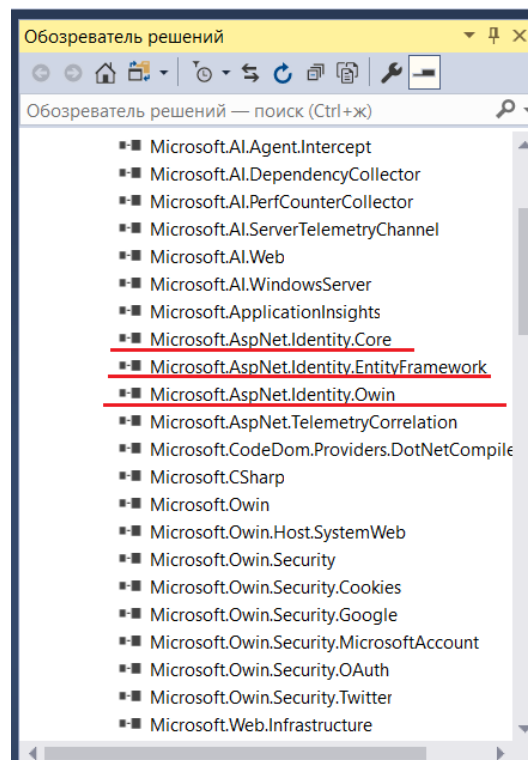 Обозреватель решений
Обозреватель решений — поиск (Ctrl+ж)
Microsoft.AI.Agent.Intercept
Microsoft.AI.DependencyCollector
Microsoft.AI.PerfCounterCollector
Microsoft.AI.ServerTelemetryChannel
Microsoft.AI.Web
Microsoft.AI.WindowsServer
Microsoft.ApplicationInsights
Microsoft.AspNet.Identity.Core
Microsoft.AspNet.Identity.EntityFramework
Microsoft.AspNet.Identity.Owin
Microsoft.AspNet.TelemetryCorrelation
Microsoft.CodeDom.Providers.DotNetCompile
Microsoft.CSharp
Microsoft.Owin
Microsoft.Owin.Host.SystemWeb
Microsoft.Owin.Security
Microsoft.Owin.Security.Cookies
Microsoft.Owin.Security.Google
Microsoft.Owin.Security.MicrosoftAccount
Microsoft.Owin.Security.OAuth
Microsoft.Owin.Security.Twitter
Microsoft.Web.Infrastructure